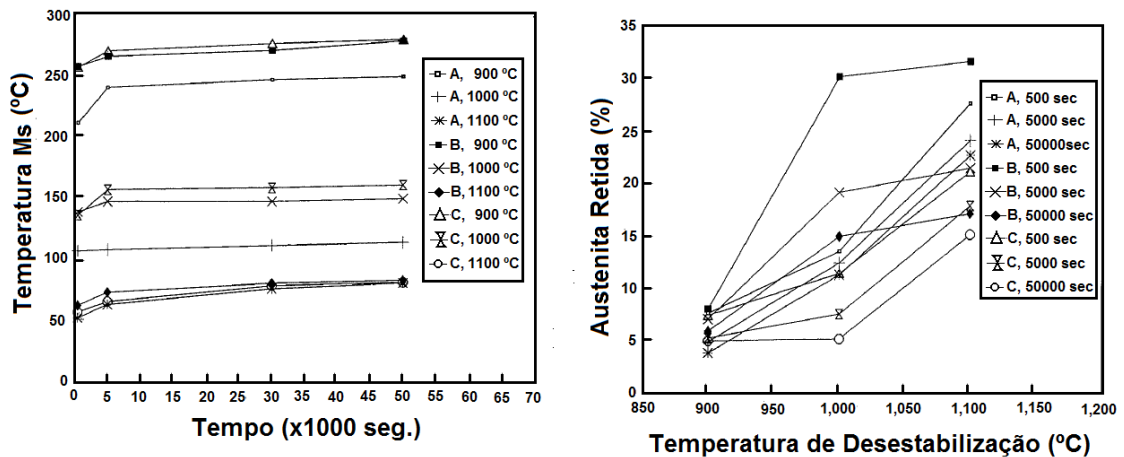 300
250
200
150
100
50
0
Temperatura Ms (ºC)
0 5 10 15 20 25 30 35 40 45 50 55 60 65 70
Tempo (x1000 seg.)
A, 900 ºC
A, 1000 ºC
A, 1100 ºC
B, 900 ºC
B, 1000 ºC
B, 1100 ºC
C, 900 ºC
C, 1000 ºC
C, 1100 ºC
35
30
25
20
15
10
5
0
Austenita Retida (%)
850 900 950 1,000 1,050 1,100 1,200
Temperatura de Desestabilização (ºC)
A, 500 sec
A, 5000 sec
A, 50000sec
B, 500 sec
B, 5000 sec
B, 50000 sec
C, 500 sec
C, 5000 sec
C, 50000 sec